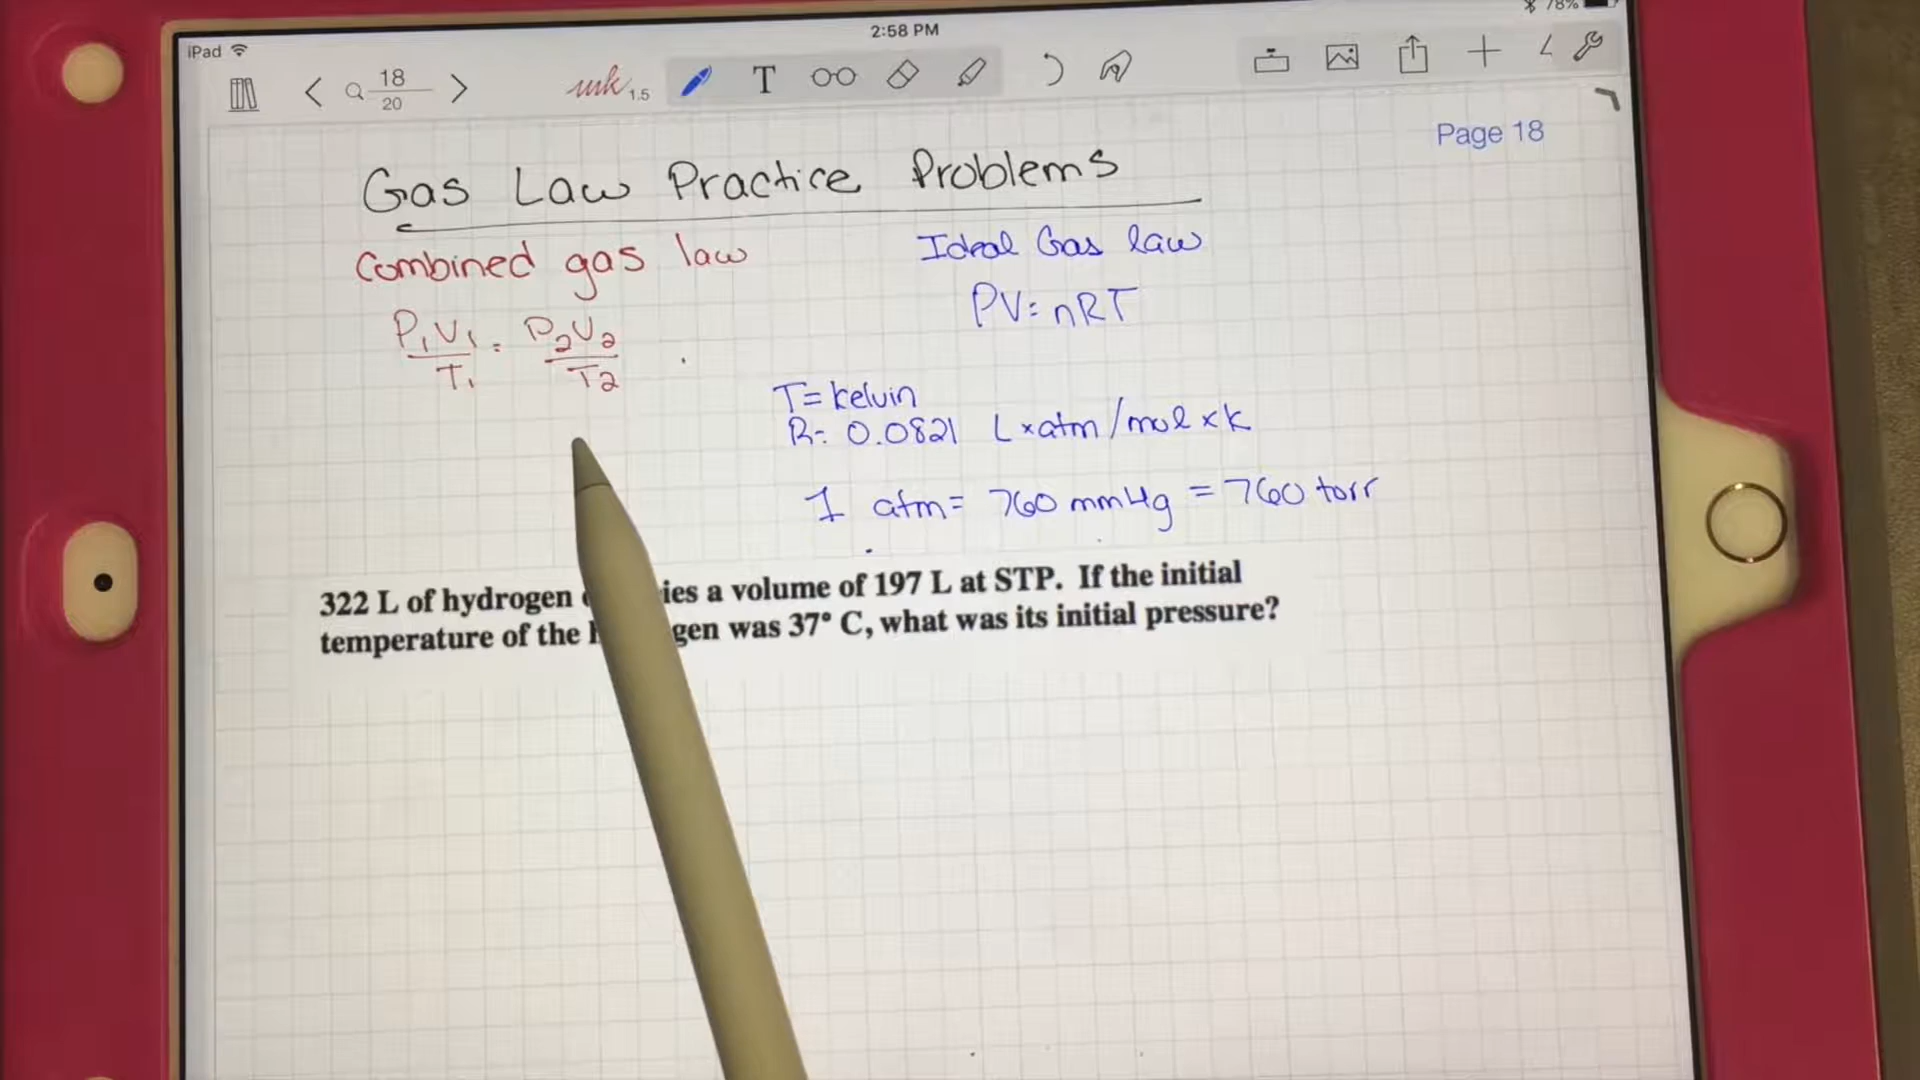 2:58 PM
78%
iPad
18
20
1.5
T
Page 18
Gas Law Practice Problems
Combined gas law
Ideal Gas law
P₁V₁ = P₂V₂
T₁ T₂
PV= nRT
T= kelvin
R= 0.0821 L×atm/mol×k
1 atm= 760 mmHg = 760 torr
322 L of hydrogen a volume of 197 L at STP. If the initial
temperature of the was 37° C, what was its initial pressure?